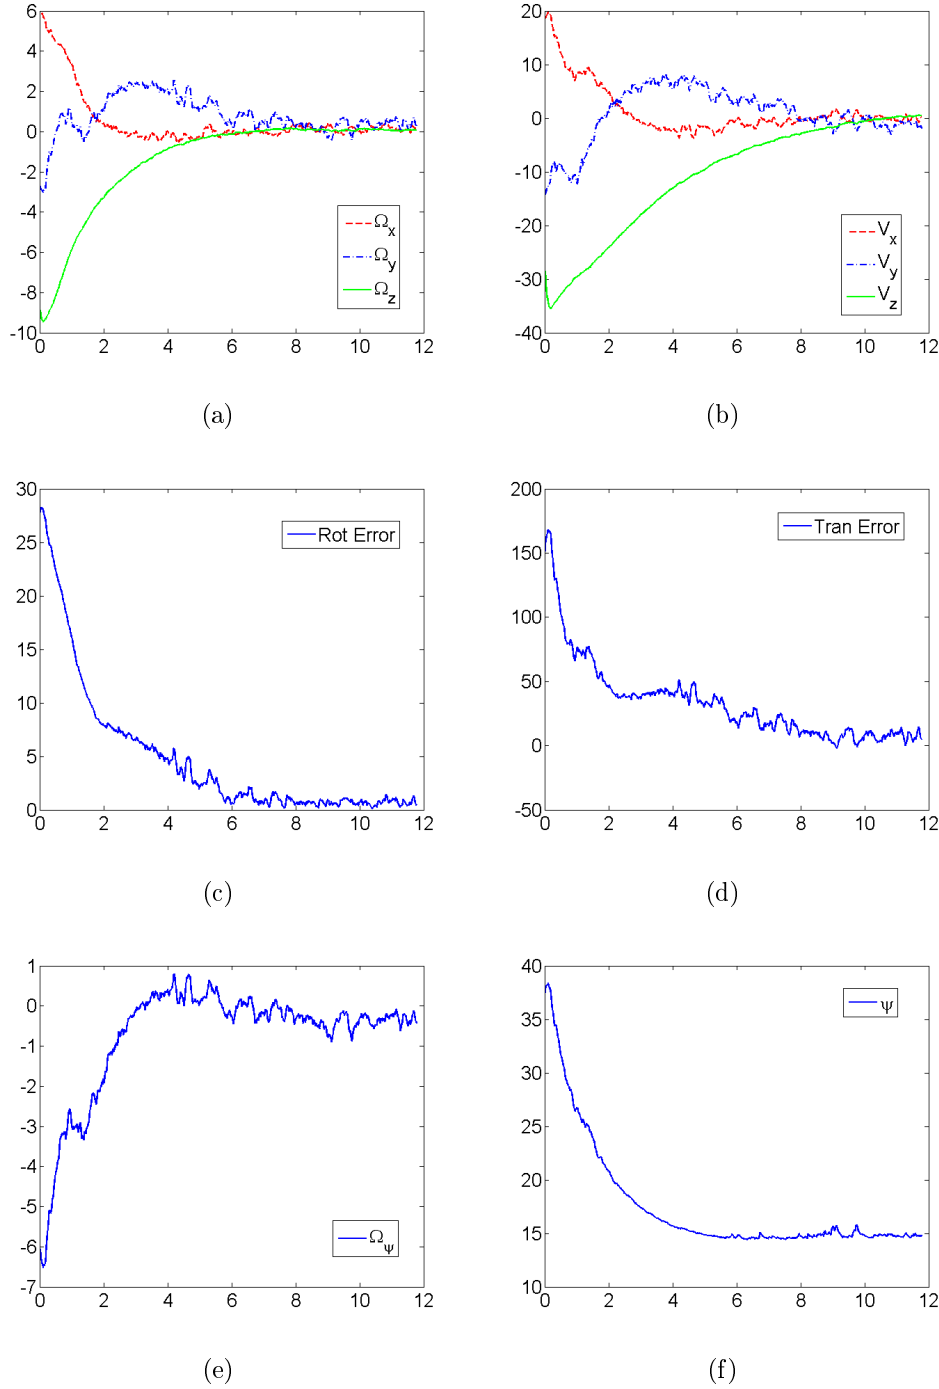 6
4
2
0
-2
-4
-6
-8
-10
0 2 4 6 8 10 12
Ωx
Ωy
Ωz
(a)
20
10
0
-10
-20
-30
-40
0 2 4 6 8 10 12
Vx
Vy
Vz
(b)
30
25
20
15
10
5
0
0 2 4 6 8 10 12
Rot Error
(c)
200
150
100
50
0
-50
0 2 4 6 8 10 12
Tran Error
(d)
1
0
-1
-2
-3
-4
-5
-6
-7
0 2 4 6 8 10 12
Ωψ
(e)
40
35
30
25
20
15
10
0 2 4 6 8 10 12
ψ
(f)